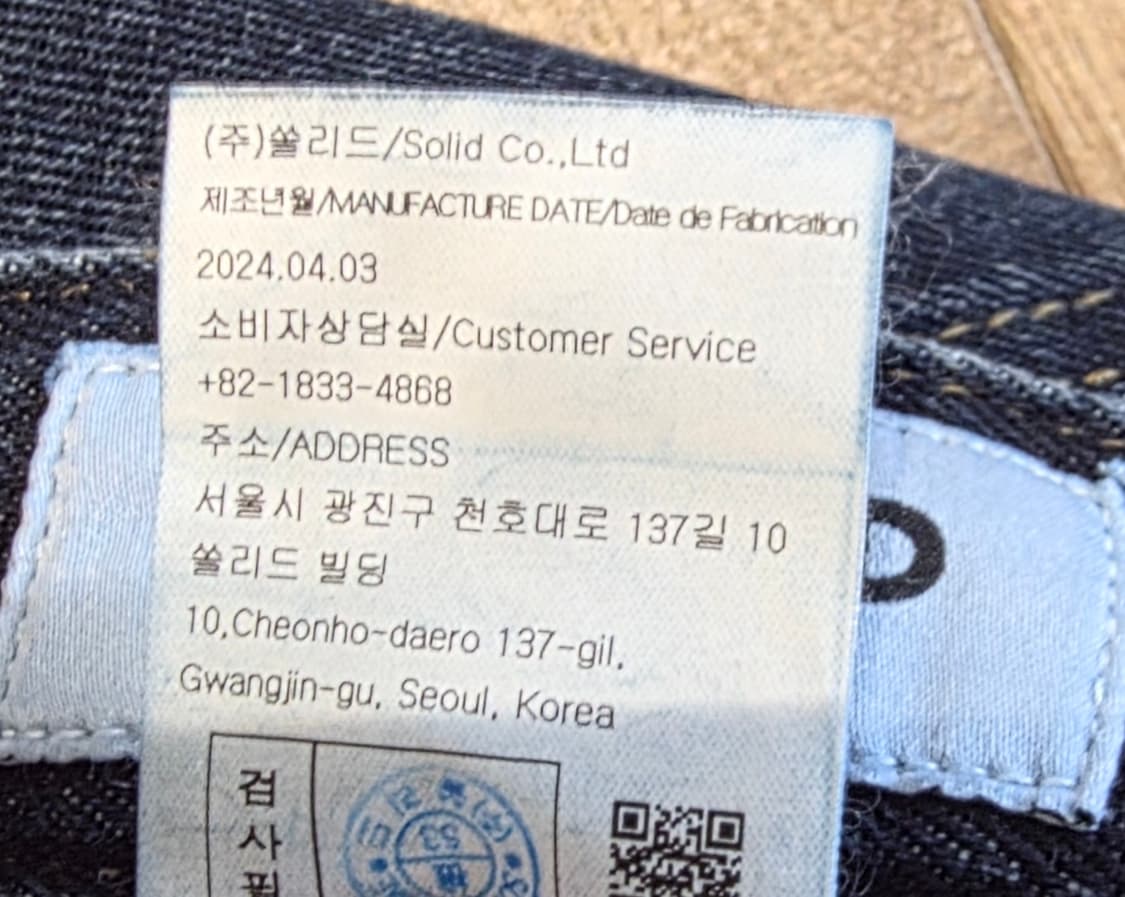 (주)쏠리드/Solid Co.,Ltd
제조년월/MANUFACTURE DATE/Date de Fabrication
2024.04.03
소비자상담실/Customer Service
+82-1833-4868
주소/ADDRESS
서울시 광진구 천호대로 137길 10
쏠리드 빌딩
10,Cheonho-daero 137-gil,
Gwangjin-gu, Seoul, Korea
검
사
필
53